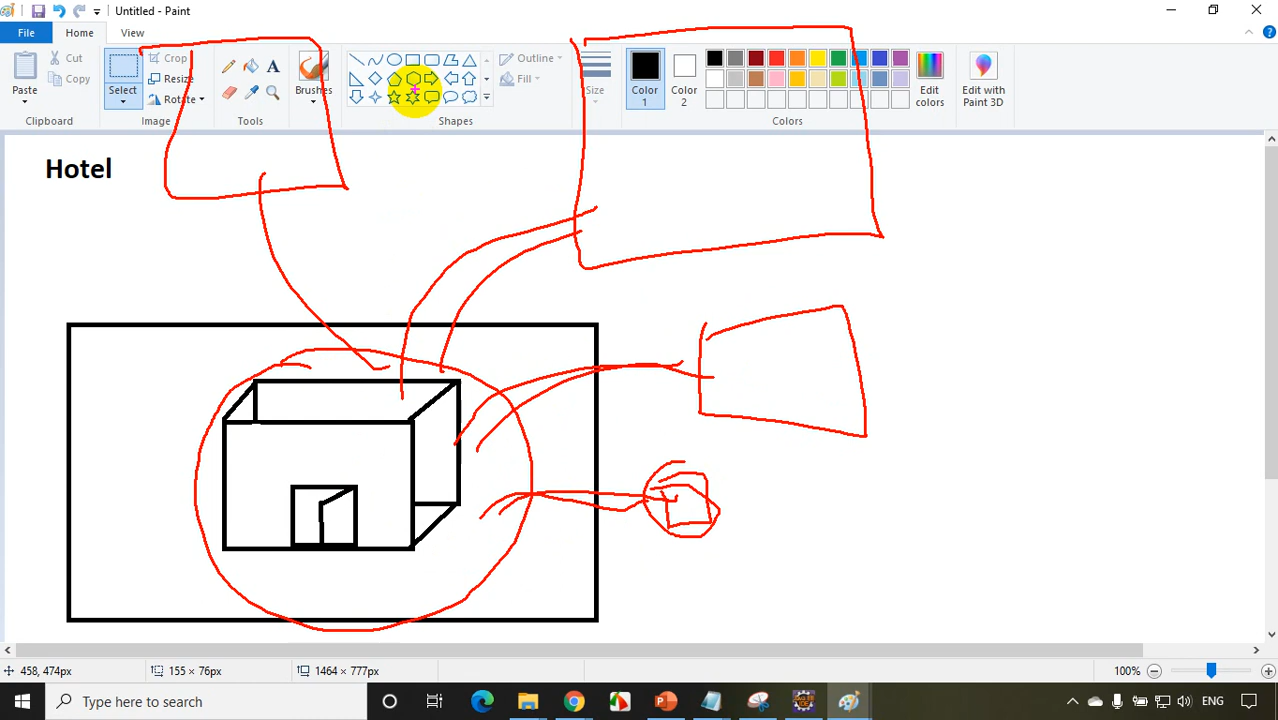 Untitled - Paint
File Home View
Paste
Cut
Copy
Clipboard
Select
Crop
Resize
Rotate
Image
Tools
Brushes
Shapes
Outline
Fill
Size
Color 1
Color 2
Colors
Edit colors
Edit with Paint 3D
Hotel
458, 474px
155 × 76px
1464 × 777px
100%
Type here to search
ENG